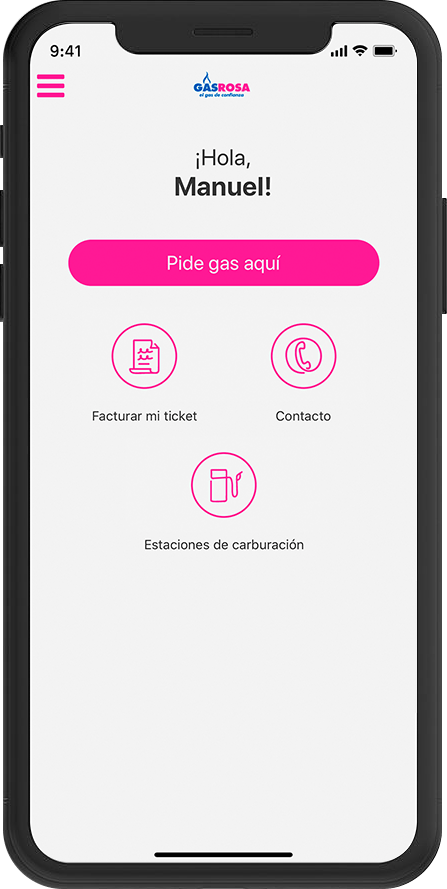 9:41
GASROSA
el gas de confianza
¡Hola,
Manuel!
Pide gas aquí
Facturar mi ticket
Contacto
Estaciones de carburación